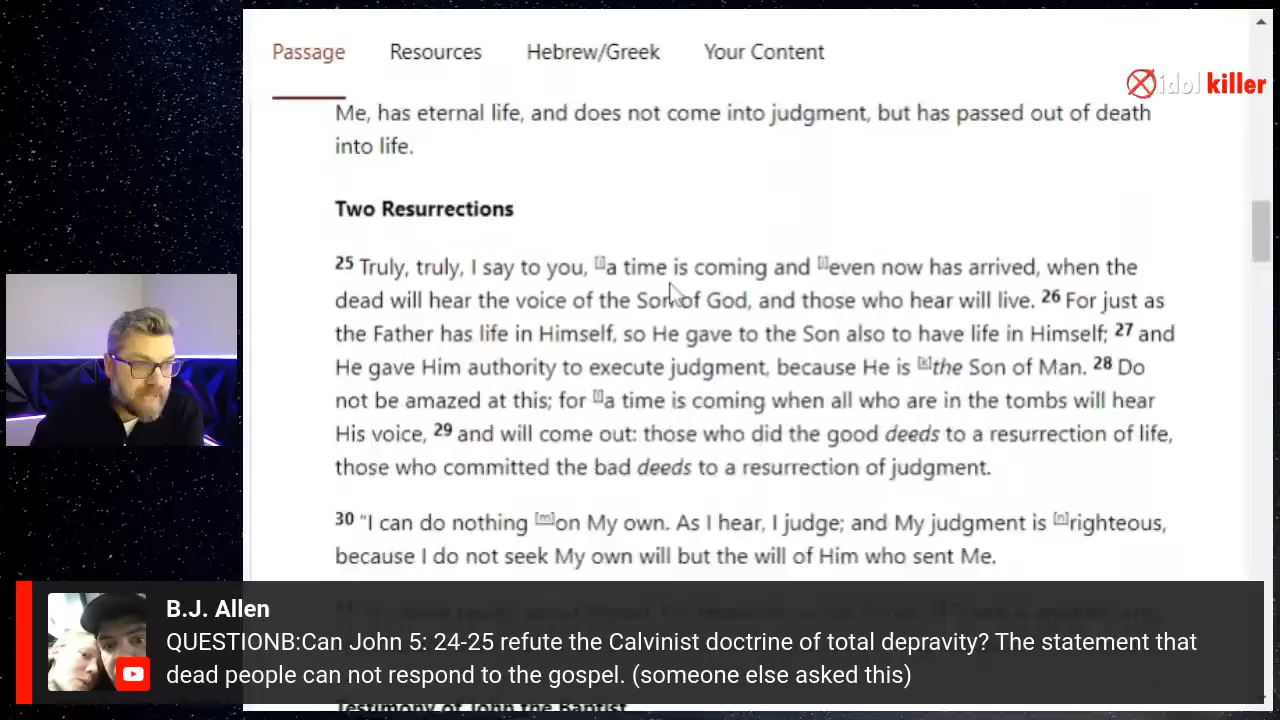 Passage Resources Hebrew/Greek Your Content
idol killer
Me, has eternal life, and does not come into judgment, but has passed out of death
into life.
Two Resurrections
25 Truly, truly, I say to you, [i]a time is coming and [j]even now has arrived, when the
dead will hear the voice of the Son of God, and those who hear will live. 26 For just as
the Father has life in Himself, so He gave to the Son also to have life in Himself; 27 and
He gave Him authority to execute judgment, because He is [k]the Son of Man. 28 Do
not be amazed at this; for [l]a time is coming when all who are in the tombs will hear
His voice, 29 and will come out: those who did the good deeds to a resurrection of life,
those who committed the bad deeds to a resurrection of judgment.
30 “I can do nothing [m]on My own. As I hear, I judge; and My judgment is [n]righteous,
because I do not seek My own will but the will of Him who sent Me.
B.J. Allen
QUESTIONB:Can John 5: 24-25 refute the Calvinist doctrine of total depravity? The statement that
dead people can not respond to the gospel. (someone else asked this)
Testimony of John the Baptist